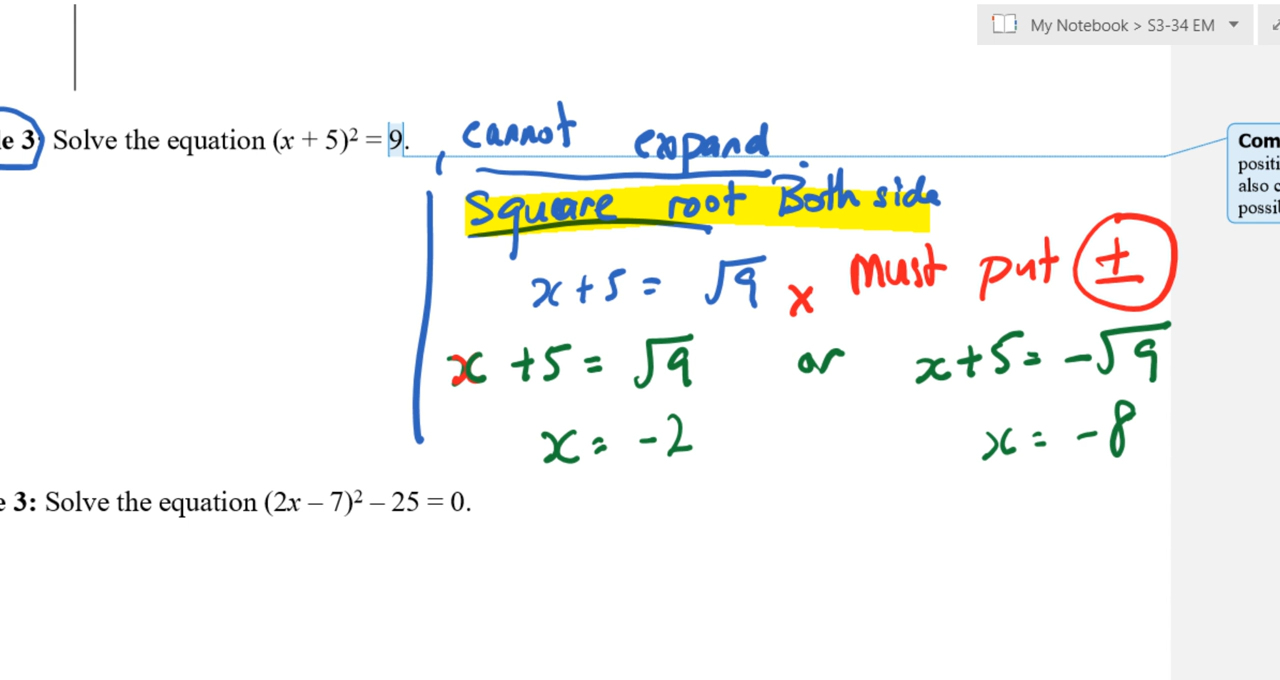 My Notebook > S3-34 EM
e 3 Solve the equation (x + 5)² = 9.
cannot expand
Square root Both side
x + 5 = √9 x Must put ±
x + 5 = √9 or x + 5 = -√9
x = -2 x = -8
e 3: Solve the equation (2x – 7)² – 25 = 0.
Com
positi
also c
possil